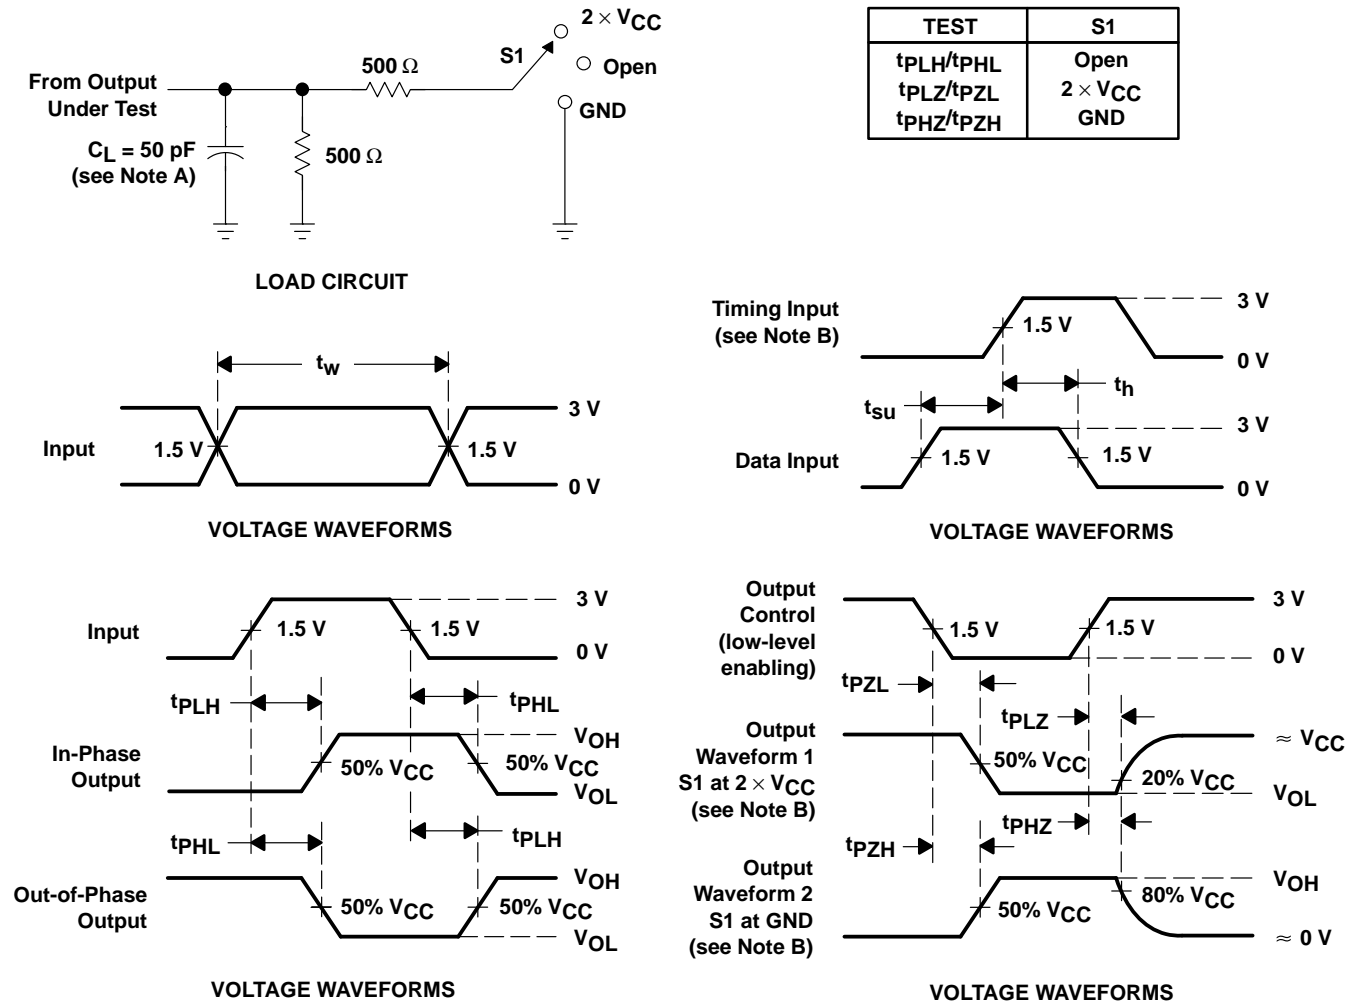 2 × VCC
S1
Open
GND
500 Ω
From Output
Under Test
CL = 50 pF
(see Note A)
500 Ω
LOAD CIRCUIT
TEST S1
tPLH/tPHL Open
tPLZ/tPZL 2 × VCC
tPHZ/tPZH GND
tw
Input
1.5 V
1.5 V
3 V
0 V
VOLTAGE WAVEFORMS
Timing Input
(see Note B)
1.5 V
3 V
0 V
th
tsu
Data Input
1.5 V
1.5 V
3 V
0 V
VOLTAGE WAVEFORMS
Input
1.5 V
1.5 V
3 V
0 V
tPLH
tPHL
In-Phase
Output
50% VCC
50% VCC
VOH
VOL
tPHL
tPLH
Out-of-Phase
Output
50% VCC
50% VCC
VOH
VOL
VOLTAGE WAVEFORMS
Output
Control
(low-level
enabling)
1.5 V
1.5 V
3 V
0 V
tPZL
tPLZ
Output
Waveform 1
S1 at 2 × VCC
(see Note B)
50% VCC
20% VCC
≈ VCC
VOL
tPZH
tPHZ
Output
Waveform 2
S1 at GND
(see Note B)
50% VCC
80% VCC
VOH
≈ 0 V
VOLTAGE WAVEFORMS